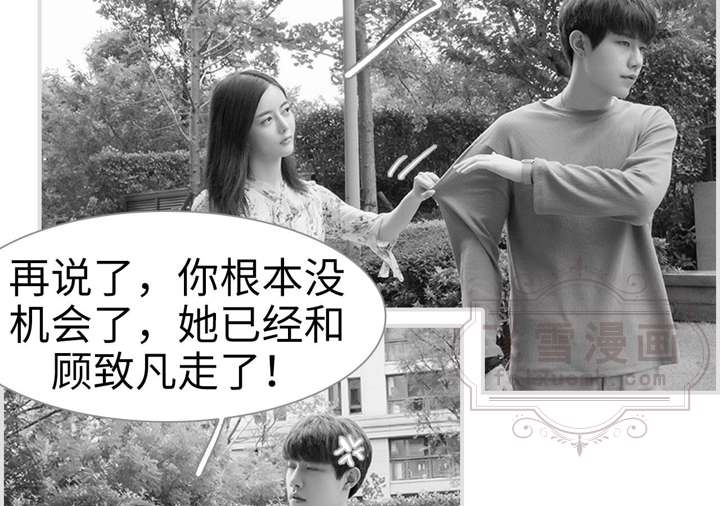 再说了，你根本没
机会了，她已经和
顾致凡走了！
飞雪漫画